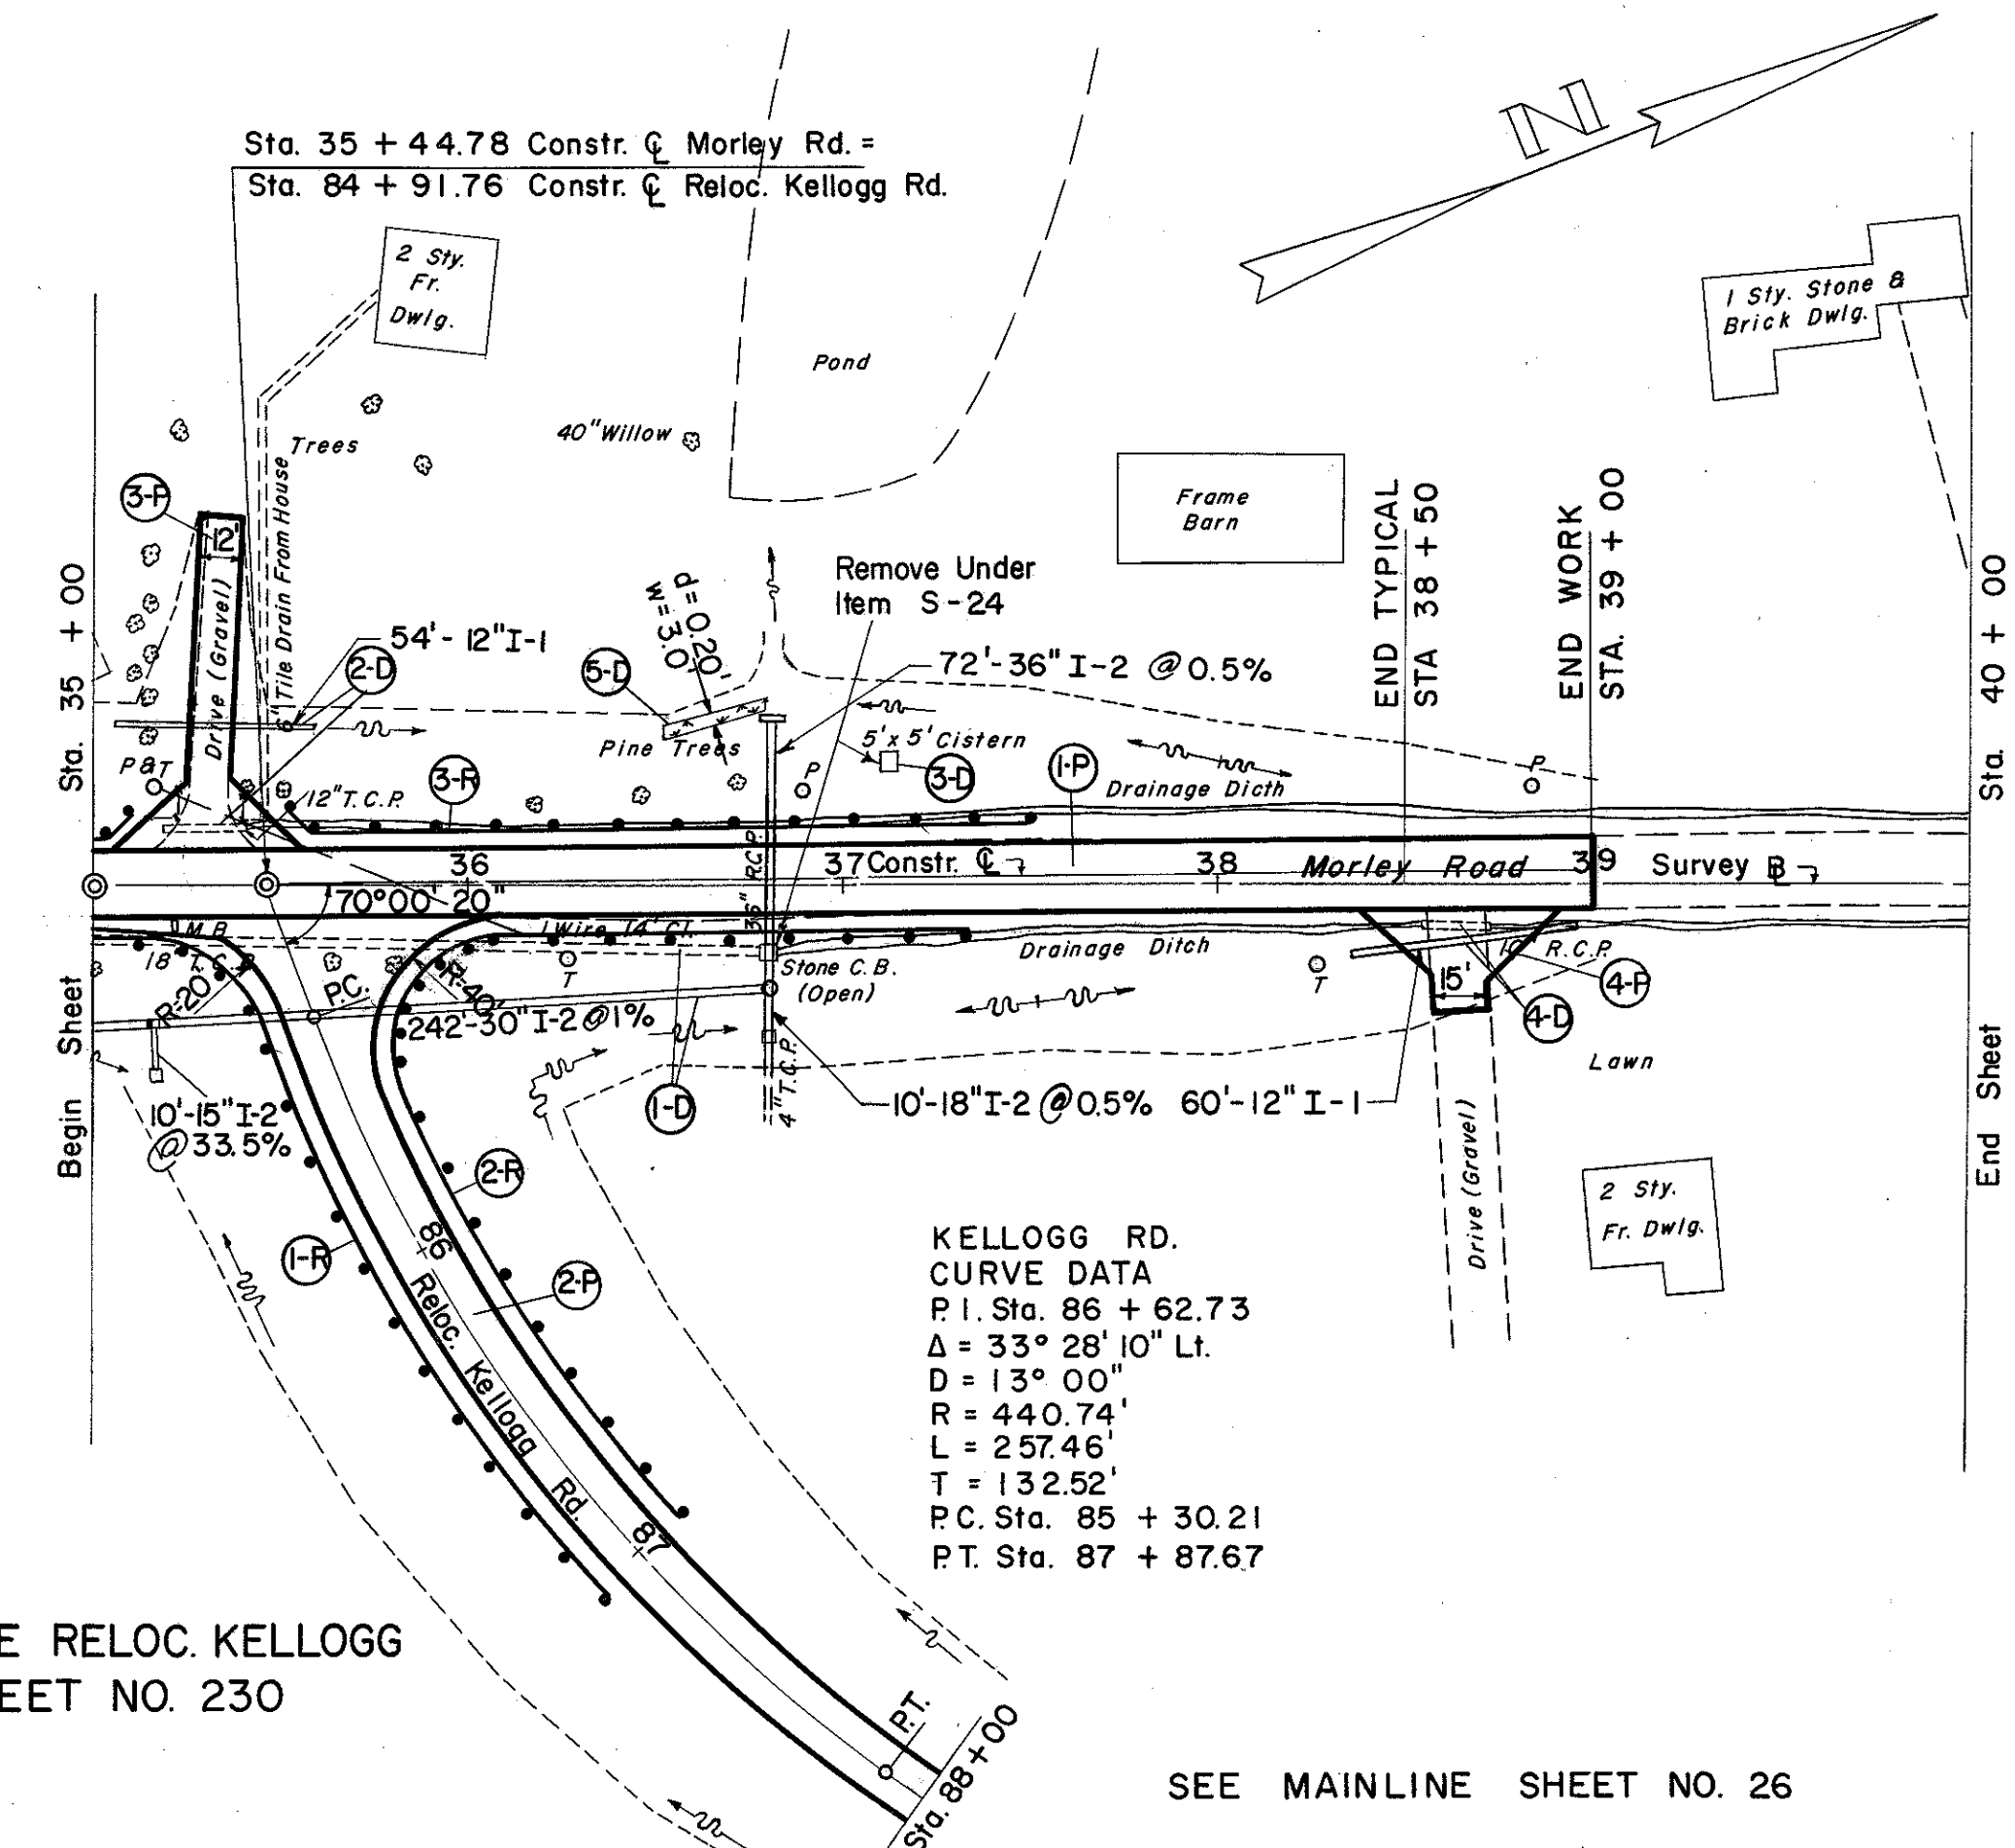 N
Sta. 35 + 44.78 Constr. ℄ Morley Rd. =
Sta. 84 + 91.76 Constr. ℄ Reloc. Kellogg Rd.
2 Sty.
Fr.
Dwlg.
1 Sty. Stone &
Brick Dwlg.
Pond
40" Willow
Trees
Frame
Barn
3-P
12'
Drive (Gravel)
6" Tile Drain From House
Sta. 35 + 00
Begin Sheet
54'- 12" I-1
2-D
5-D
d = 0.20'
w = 3.0'
Remove Under
Item S-24
72'-36" I-2 @ 0.5%
END TYPICAL
STA 38 + 50
END WORK
STA. 39 + 00
Sta. 40 + 00
End Sheet
Pine Trees
5' x 5' Cistern
3-D
1-P
Drainage Dicth
P
P
P&T
12" T.C.P.
3-R
36" R.C.P.
36
37
Constr. ℄
38
Morley Road
39
Survey B
70° 00' 20"
M.B.
1 Wire 14' Cl.
18" T.C.P.
R-20'
P.C.
R-40'
T
Stone C.B.
(Open)
Drainage Ditch
T
R.C.P.
15'
4-P
4-D
242'-30" I-2 @ 1%
10'-15" I-2
@ 33.5%
1-D
4" T.C.P.
10'-18" I-2 @ 0.5%
60'-12" I-1
Lawn
Drive (Gravel)
2 Sty.
Fr. Dwlg.
2-R
1-R
86
2-P
Reloc. Kellogg Rd.
87
KELLOGG RD.
CURVE DATA
P.I. Sta. 86 + 62.73
Δ = 33° 28' 10" Lt.
D = 13° 00"
R = 440.74'
L = 257.46'
T = 132.52'
P.C. Sta. 85 + 30.21
P.T. Sta. 87 + 87.67
E RELOC. KELLOGG
EET NO. 230
P.T.
Sta. 88 + 00
SEE MAINLINE SHEET NO. 26